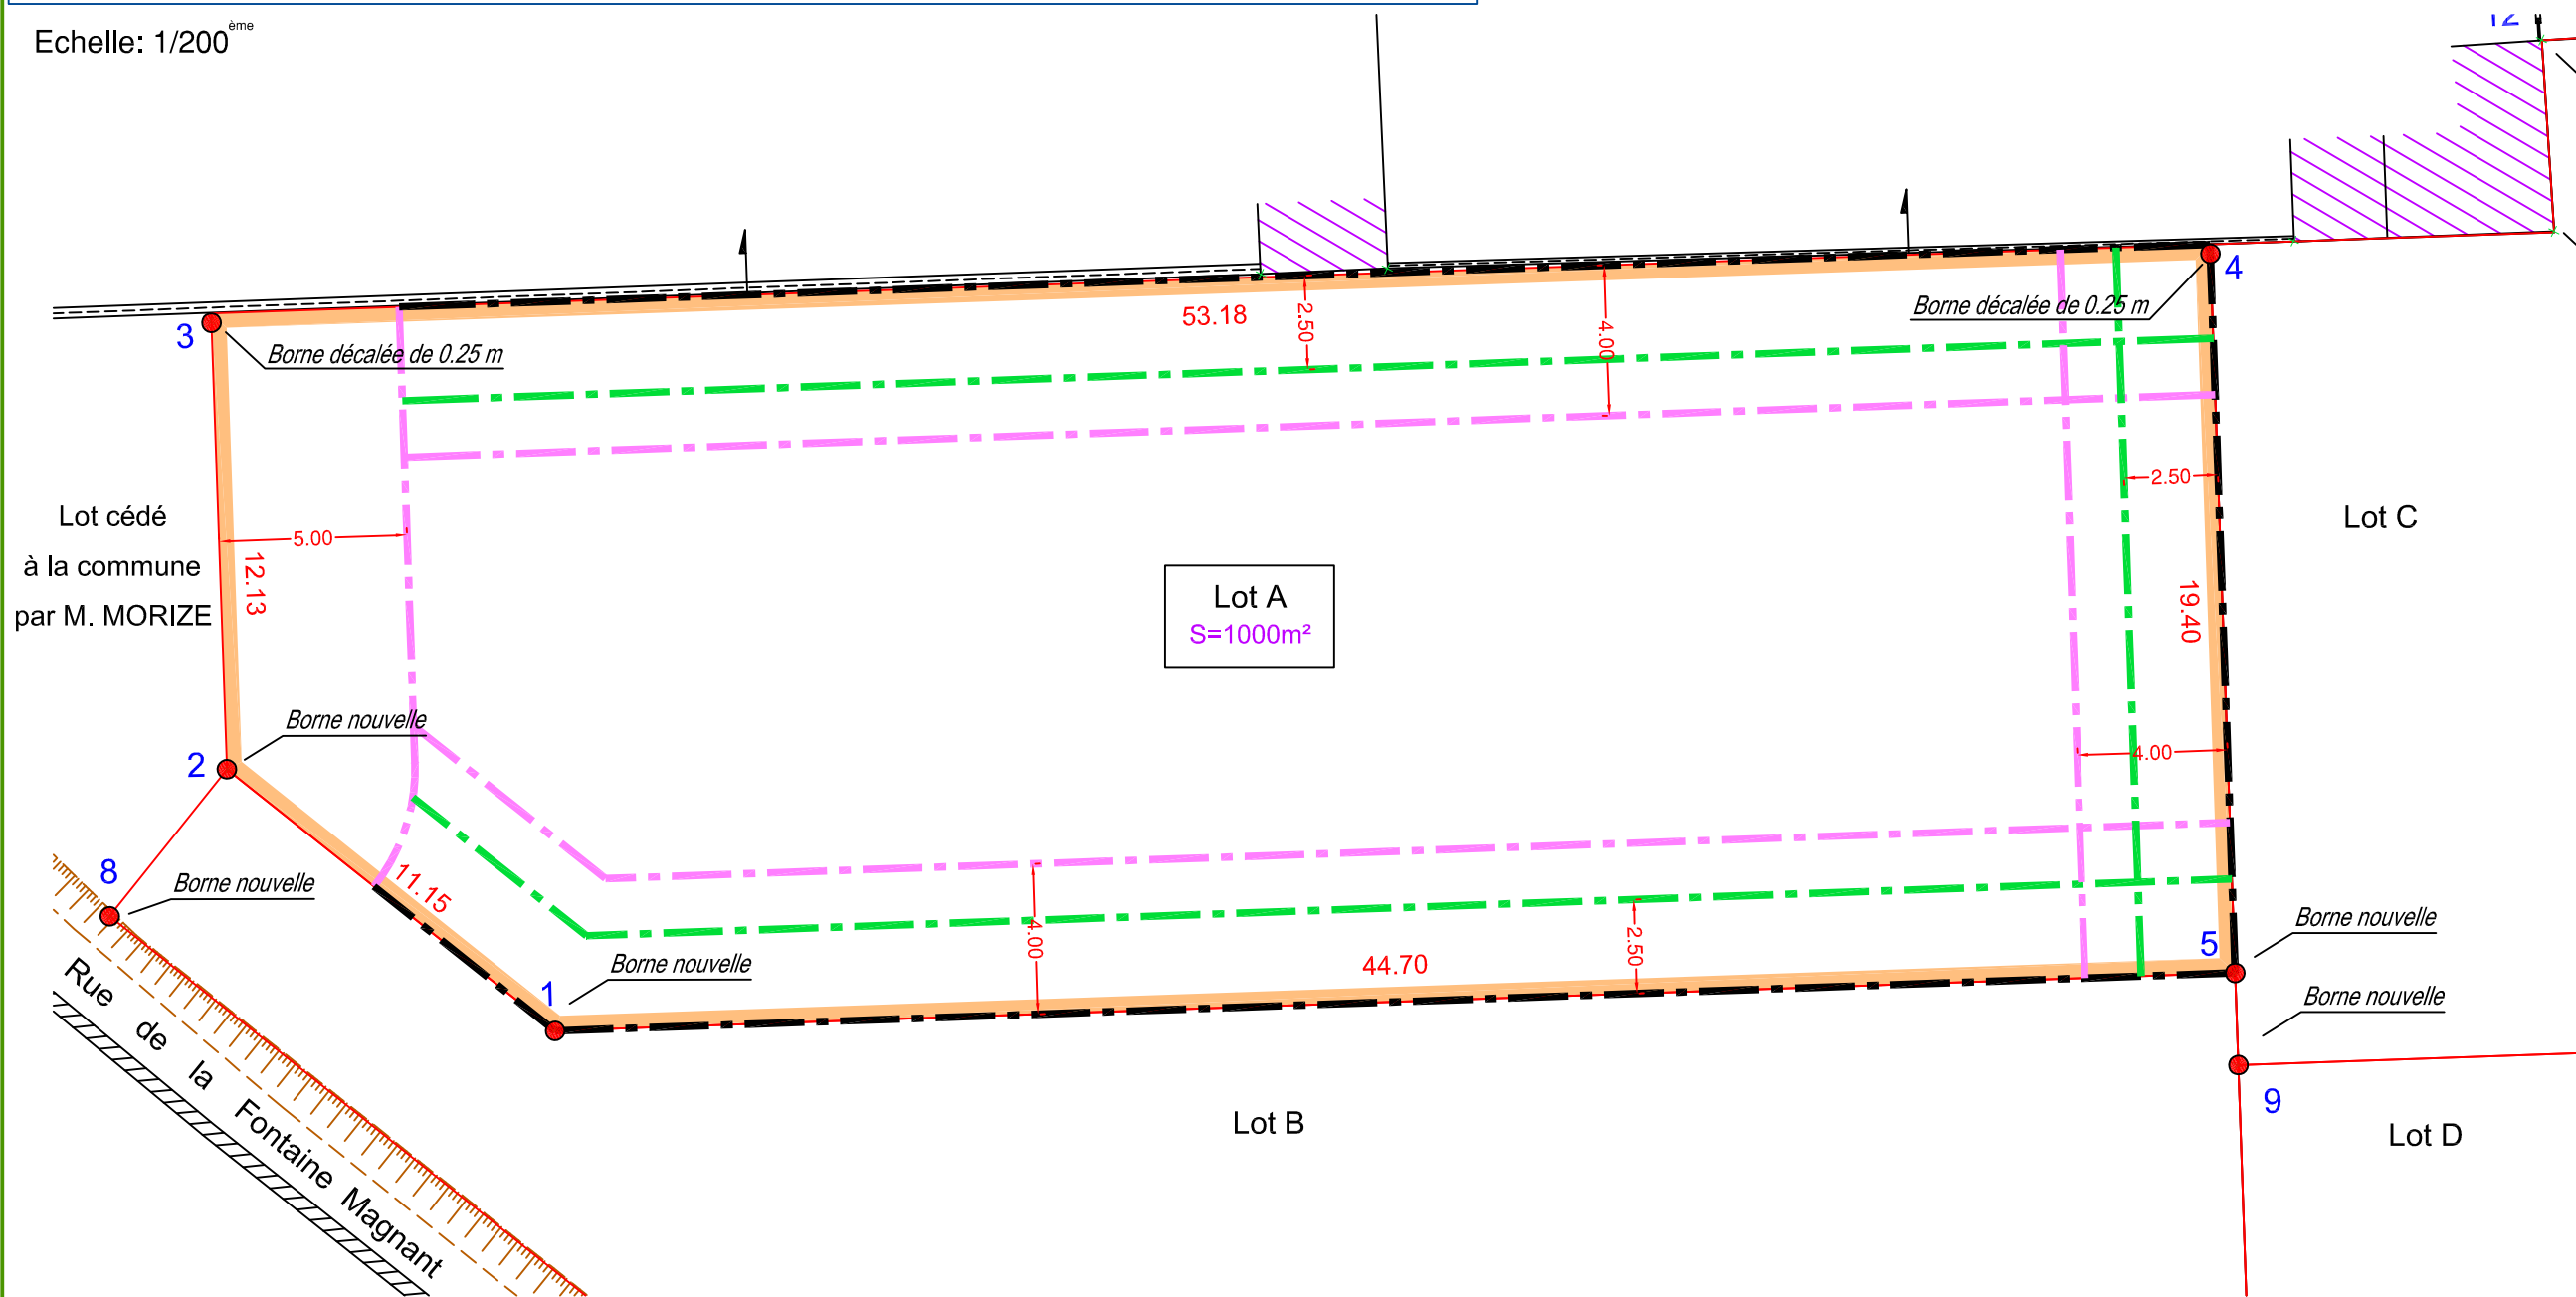 Echelle: 1/200ème
12
3
Borne décalée de 0.25 m
53.18
2.50
4.00
Borne décalée de 0.25 m
4
Lot cédé
à la commune
par M. MORIZE
5.00
12.13
Lot A
S=1000m²
2.50
19.40
4.00
Lot C
2
Borne nouvelle
8
Borne nouvelle
11.15
1
Borne nouvelle
4.00
44.70
2.50
5
Borne nouvelle
Borne nouvelle
9
Rue de la Fontaine Magnant
Lot B
Lot D